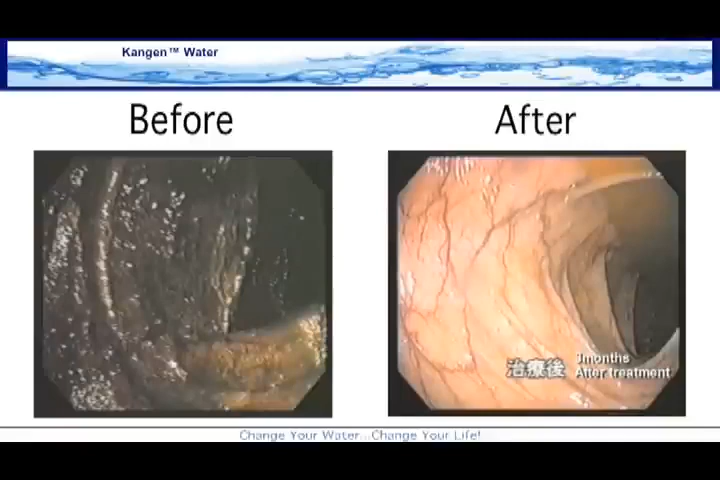 Kangen™ Water
Before
After
治療後
3months
After treatment
Change Your Water...Change Your Life!